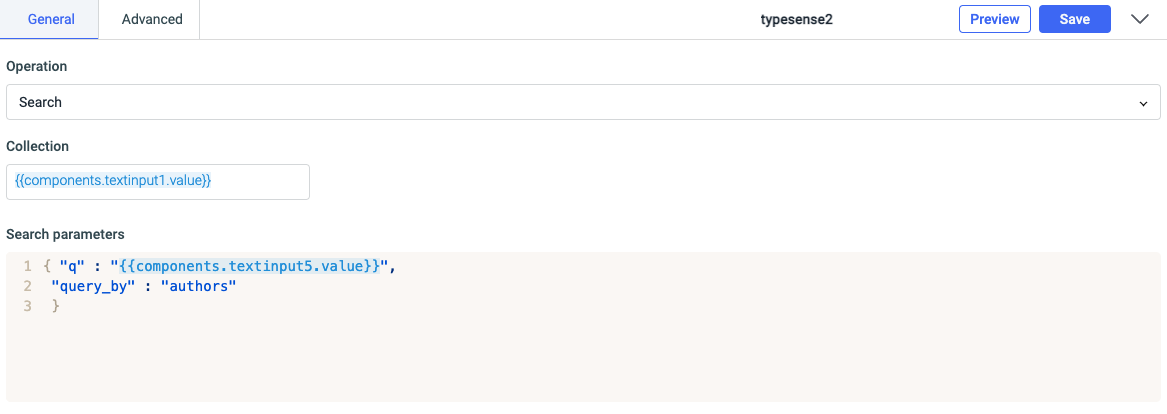 General
Advanced
typesense2
Preview
Save
Operation
Search
Collection
{{components.textinput1.value}}
Search parameters
1 { "q" : "{{components.textinput5.value}}",
2 "query_by" : "authors"
3 }